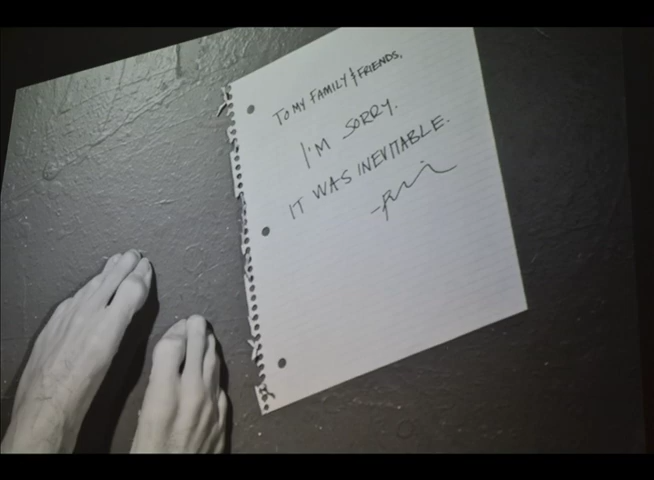 TO MY FAMILY & FRIENDS,
I'M SORRY.
IT WAS INEVITABLE.